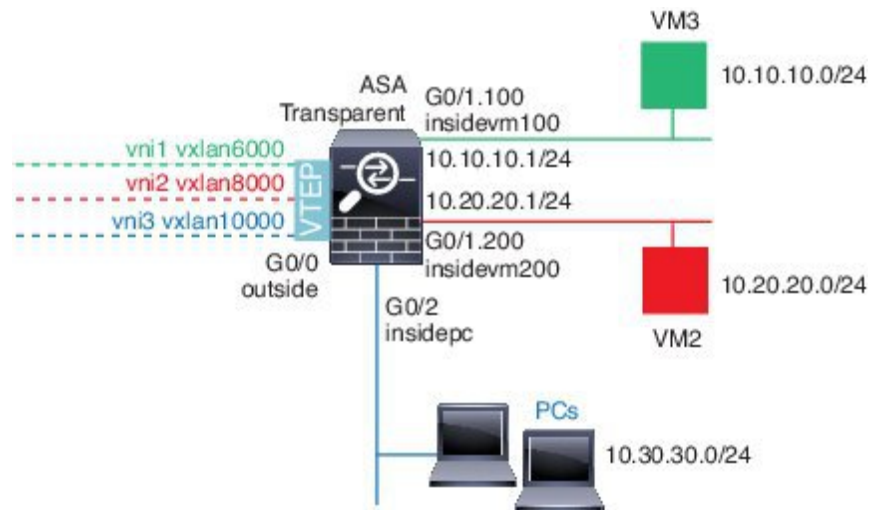 VM3
10.10.10.0/24
ASA
Transparent
G0/1.100
insidevm100
vni1 vxlan6000
10.10.10.1/24
vni2 vxlan8000
VTEP
10.20.20.1/24
vni3 vxlan10000
G0/1.200
insidevm200
G0/0
outside
10.20.20.0/24
G0/2
insidepc
VM2
PCs
10.30.30.0/24